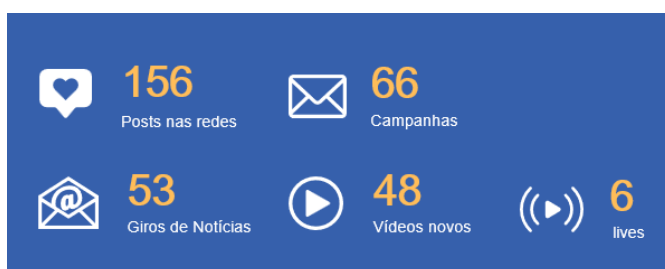 156
Posts nas redes
66
Campanhas
53
Giros de Notícias
48
Vídeos novos
6
lives